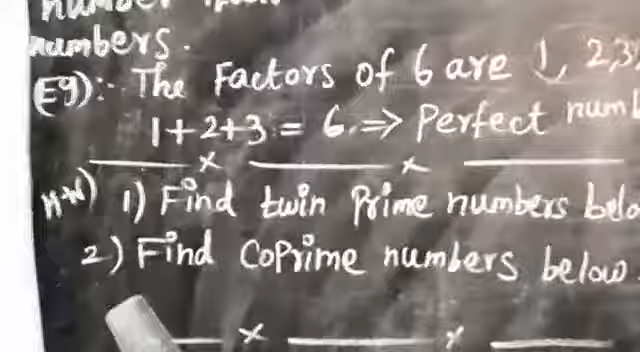 numbers.
(Eg):- The Factors of 6 are 1, 2,3,
1+2+3 = 6. => Perfect
H.W) 1) Find twin Prime numbers
2) Find CoPrime numbers below